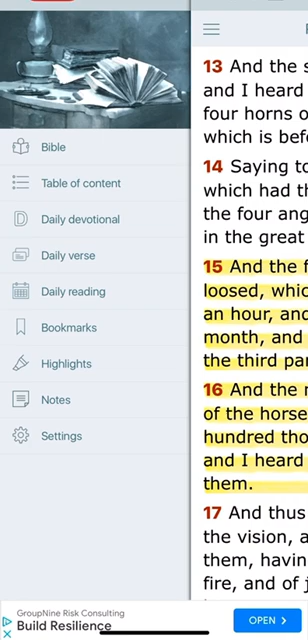 Bible
Table of content
Daily devotional
Daily verse
Daily reading
Bookmarks
Highlights
Notes
Settings
13 And the s
and I heard
four horns o
which is befo
14 Saying to
which had th
the four ang
in the great
15 And the f
loosed, whic
an hour, and
month, and
the third par
16 And the n
of the horse
hundred tho
and I heard
them.
17 And thus
the vision, a
them, havin
fire, and of j
GroupNine Risk Consulting
Build Resilience
OPEN